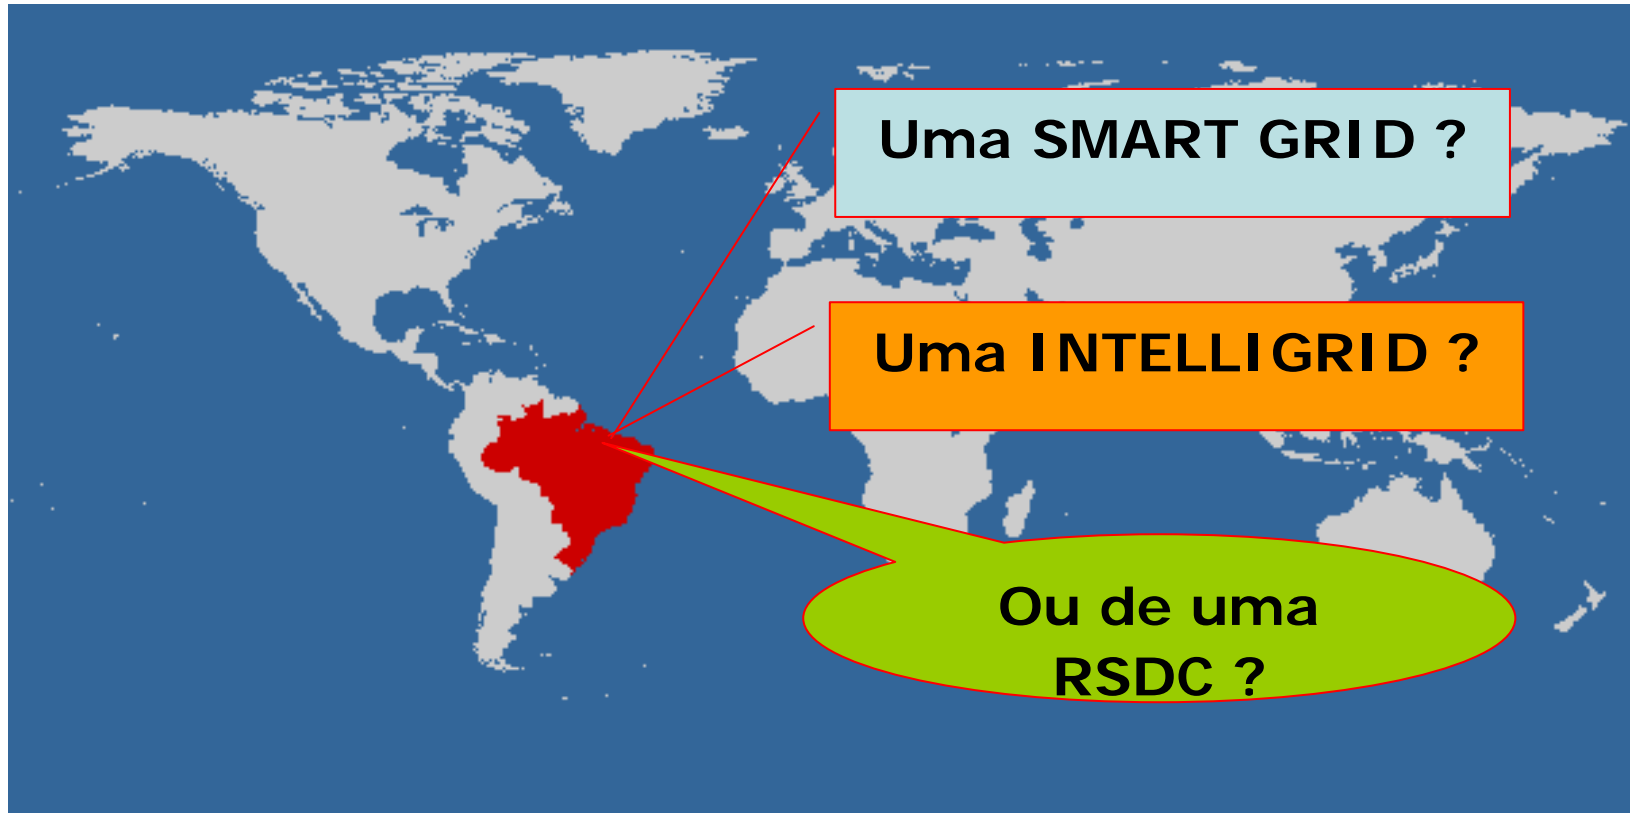 Uma SMART GRID ?
Uma INTELLIGRID ?
Ou de uma
RSDC ?